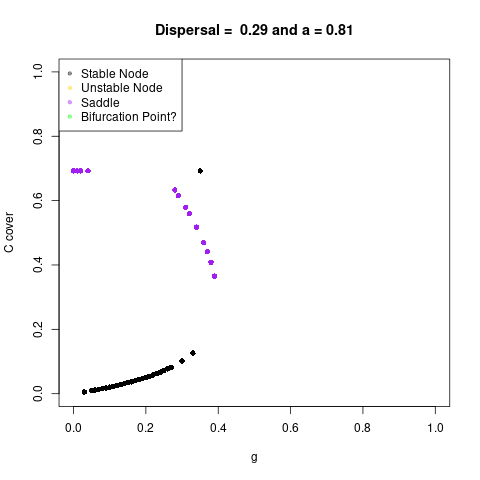 Dispersal =  0.29 and a = 0.81
Stable Node
Unstable Node
Saddle
Bifurcation Point?
C cover
1.0
0.8
0.6
0.4
0.2
0.0
0.0 0.2 0.4 0.6 0.8 1.0
g